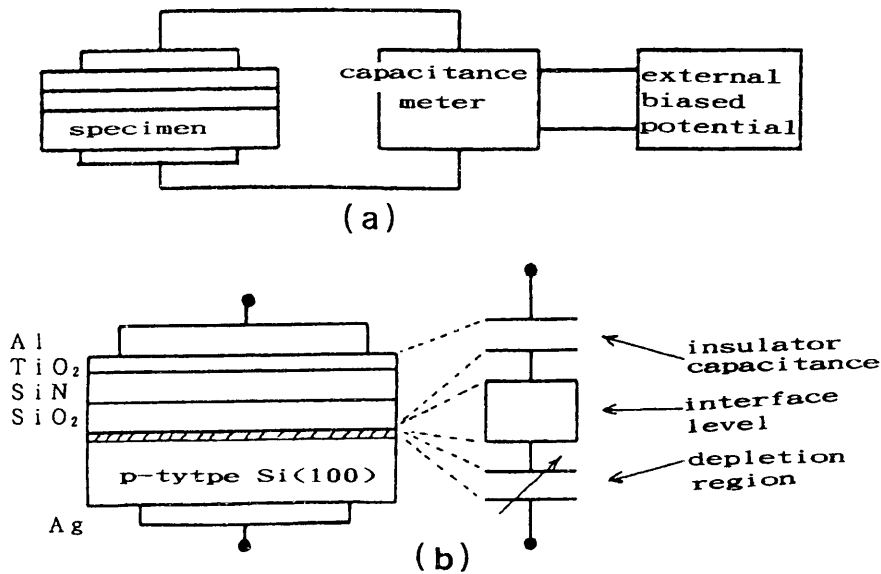 specimen
capacitance
meter
external
biased
potential
(a)
Al
TiO₂
SiN
SiO₂
p-tytpe Si(100)
Ag
insulator
capacitance
interface
level
depletion
region
(b)